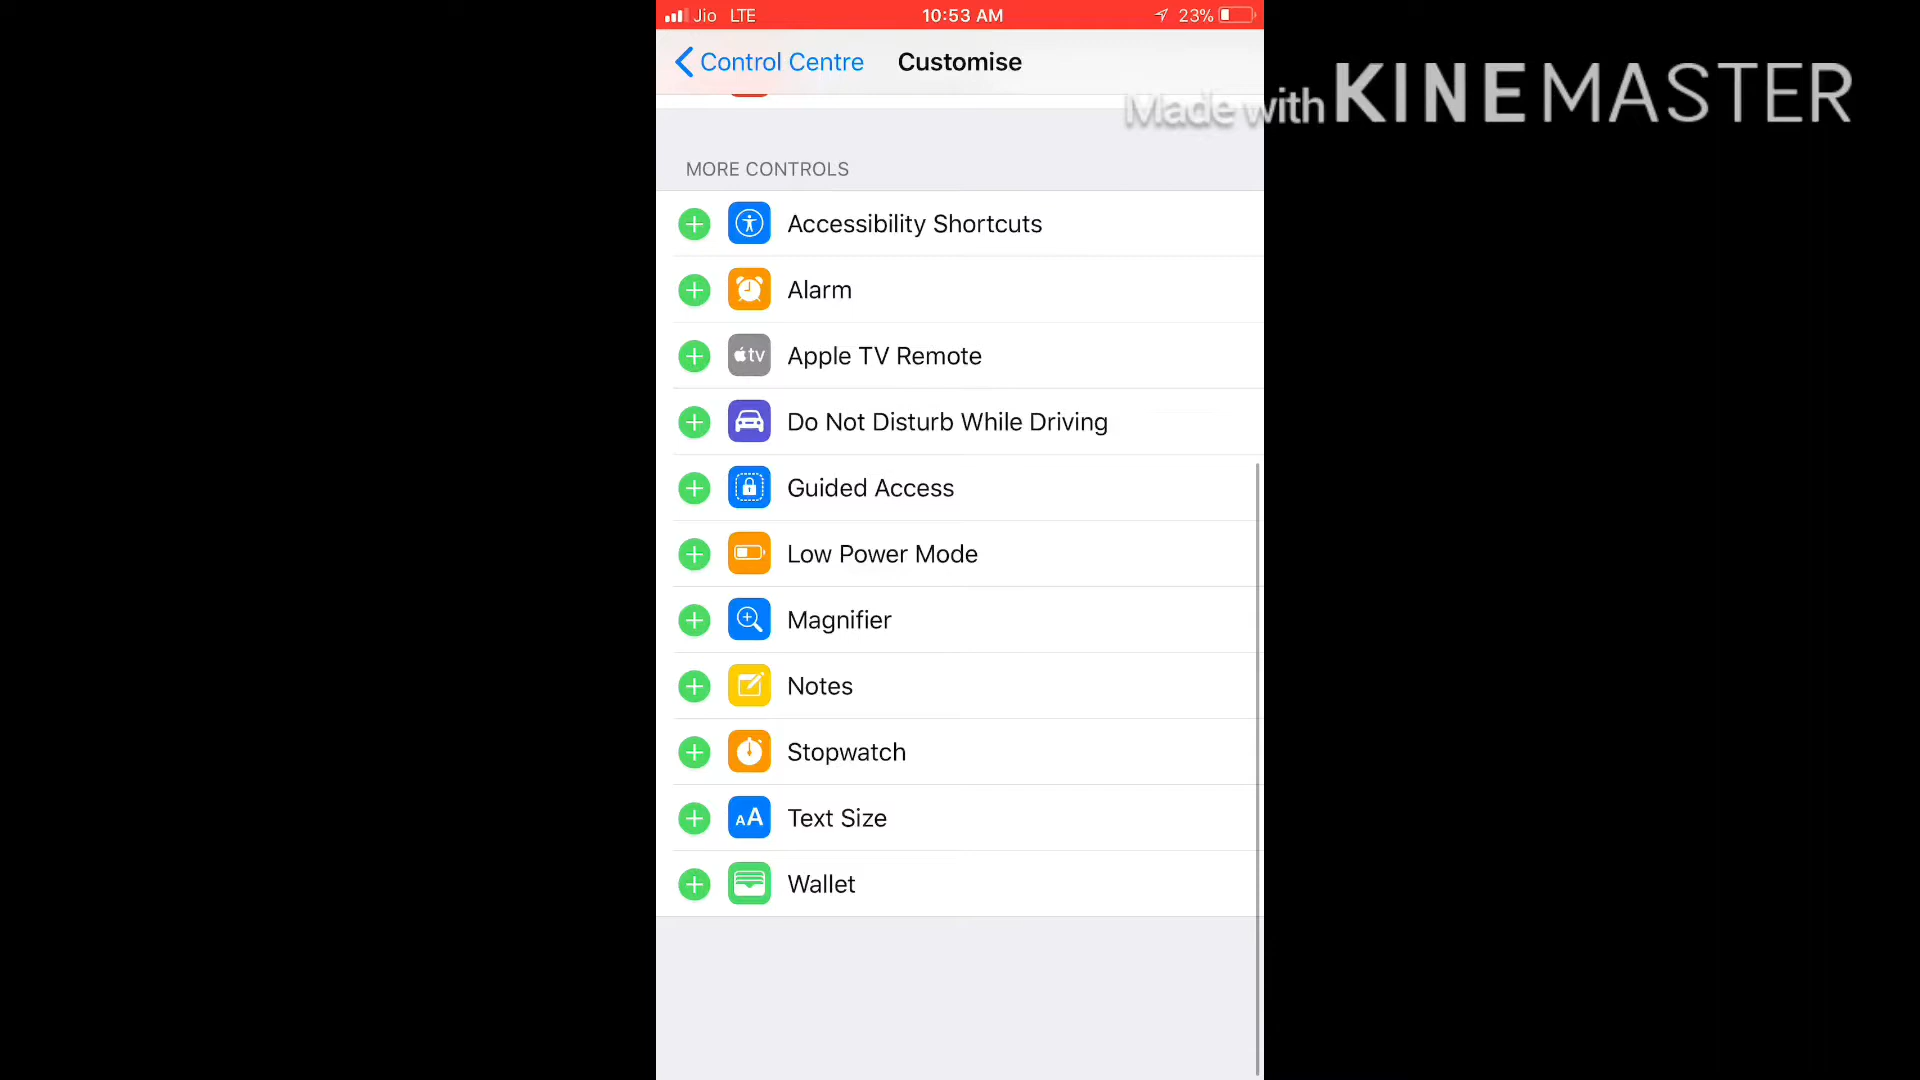 Jio LTE 10:53 AM 23%
Control Centre Customise
Made with KINEMASTER
MORE CONTROLS
Accessibility Shortcuts
Alarm
tv Apple TV Remote
Do Not Disturb While Driving
Guided Access
Low Power Mode
Magnifier
Notes
Stopwatch
AA Text Size
Wallet